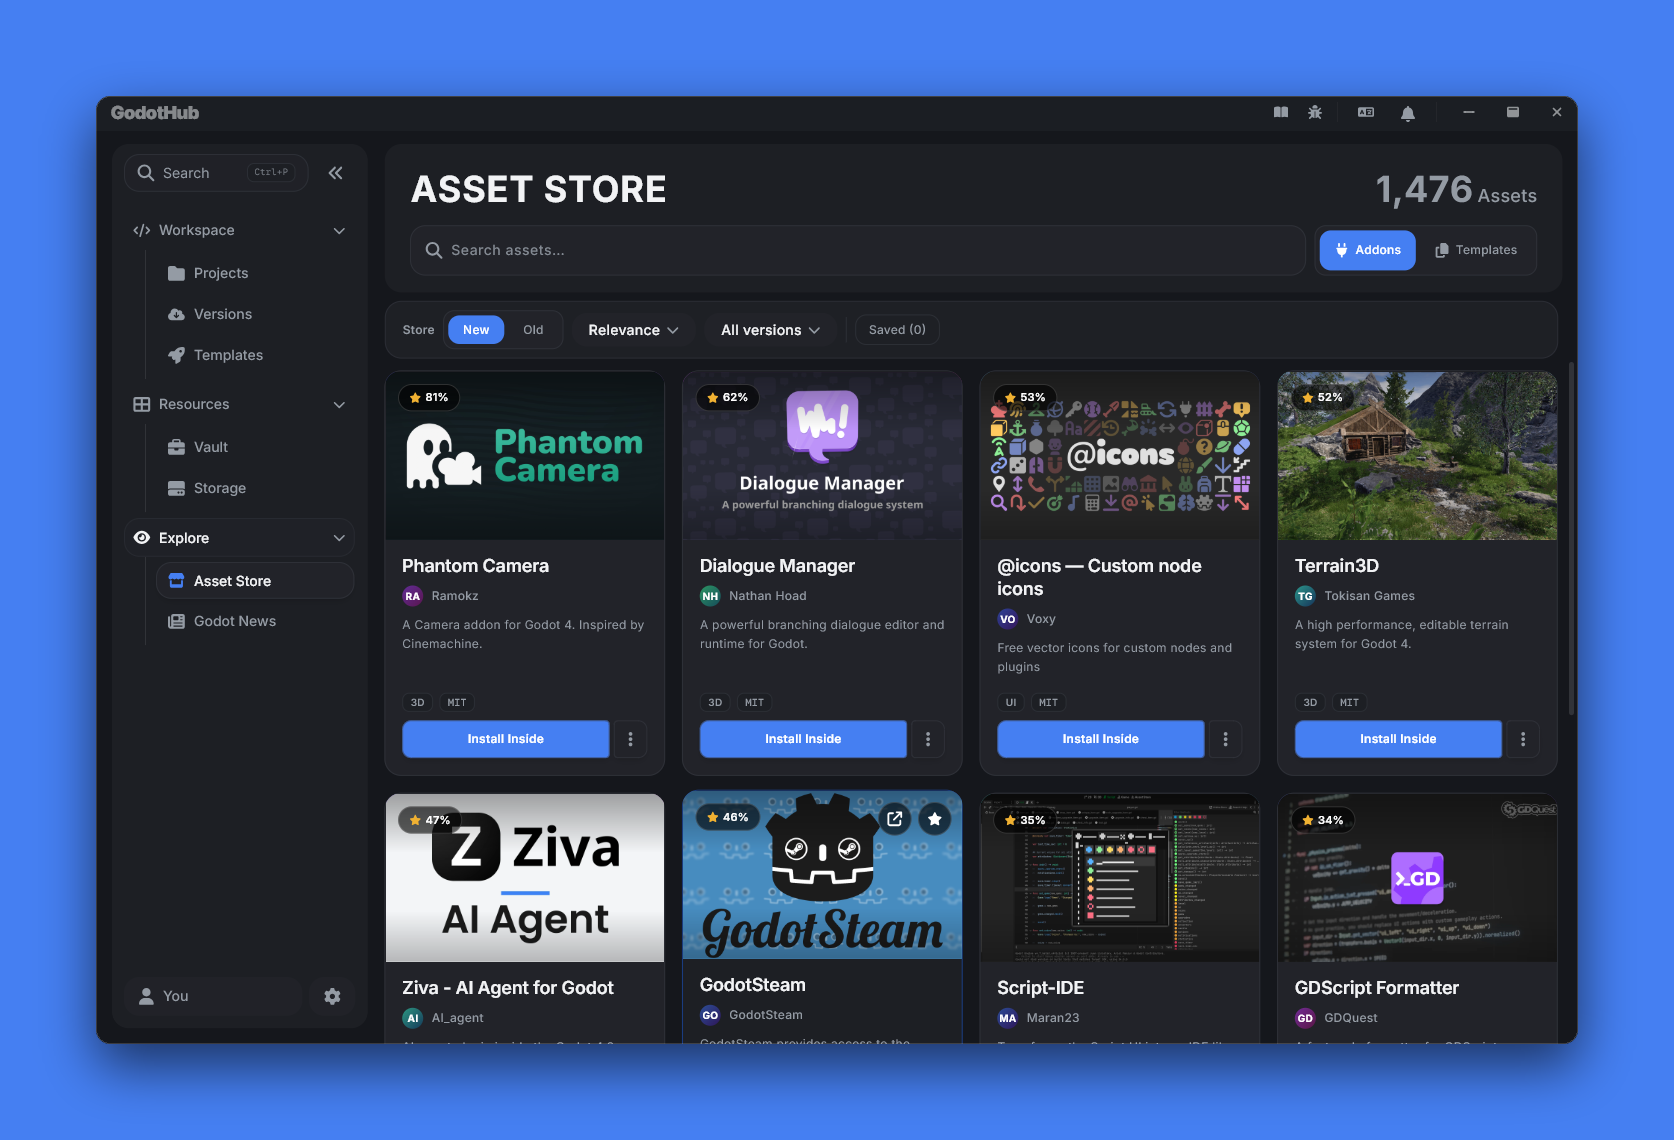 GodotHub
Search
Ctrl+P
Workspace
Projects
Versions
Templates
Resources
Vault
Storage
Explore
Asset Store
Godot News
You
ASSET STORE
1,476 Assets
Search assets...
Addons
Templates
Store
New
Old
Relevance
All versions
Saved (0)
81%
Phantom
Camera
Phantom Camera
RA
Ramokz
A Camera addon for Godot 4. Inspired by
Cinemachine.
3D
MIT
Install Inside
62%
Dialogue Manager
A powerful branching dialogue system
Dialogue Manager
NH
Nathan Hoad
A powerful branching dialogue editor and
runtime for Godot.
3D
MIT
Install Inside
53%
@icons
@icons — Custom node
icons
VO
Voxy
Free vector icons for custom nodes and
plugins
UI
MIT
Install Inside
52%
Terrain3D
TG
Tokisan Games
A high performance, editable terrain
system for Godot 4.
3D
MIT
Install Inside
47%
Z Ziva
AI Agent
Ziva - AI Agent for Godot
AI
AI_agent
46%
GodotSteam
GodotSteam
GO
GodotSteam
GodotSteam provides access to the
35%
Script-IDE
MA
Maran23
34%
GDQuest
>_GD
GDScript Formatter
GD
GDQuest